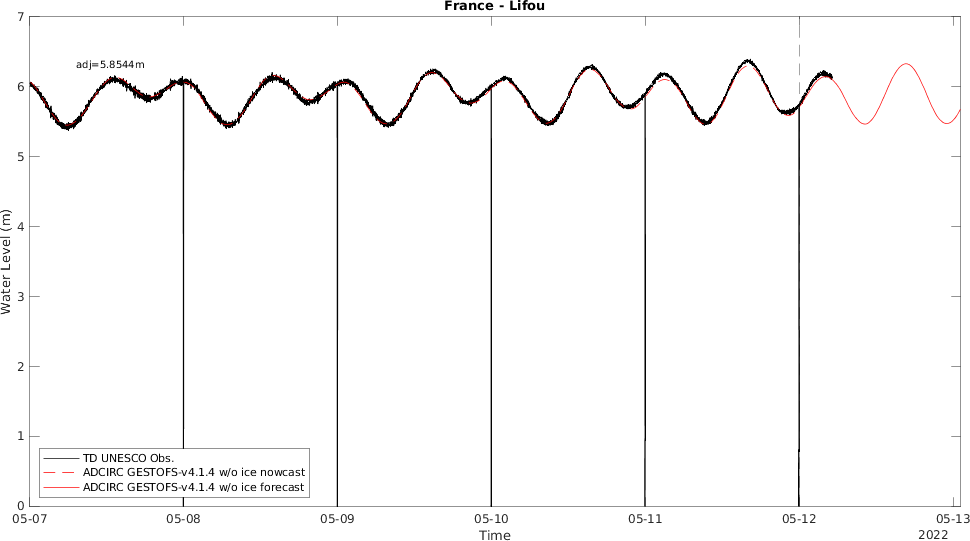 France - Lifou
7
adj=5.8544m
6
5
4
3
2
1
0
Water Level (m)
TD UNESCO Obs.
ADCIRC GESTOFS-v4.1.4 w/o ice nowcast
ADCIRC GESTOFS-v4.1.4 w/o ice forecast
05-07 05-08 05-09 05-10 05-11 05-12 05-13
Time
2022